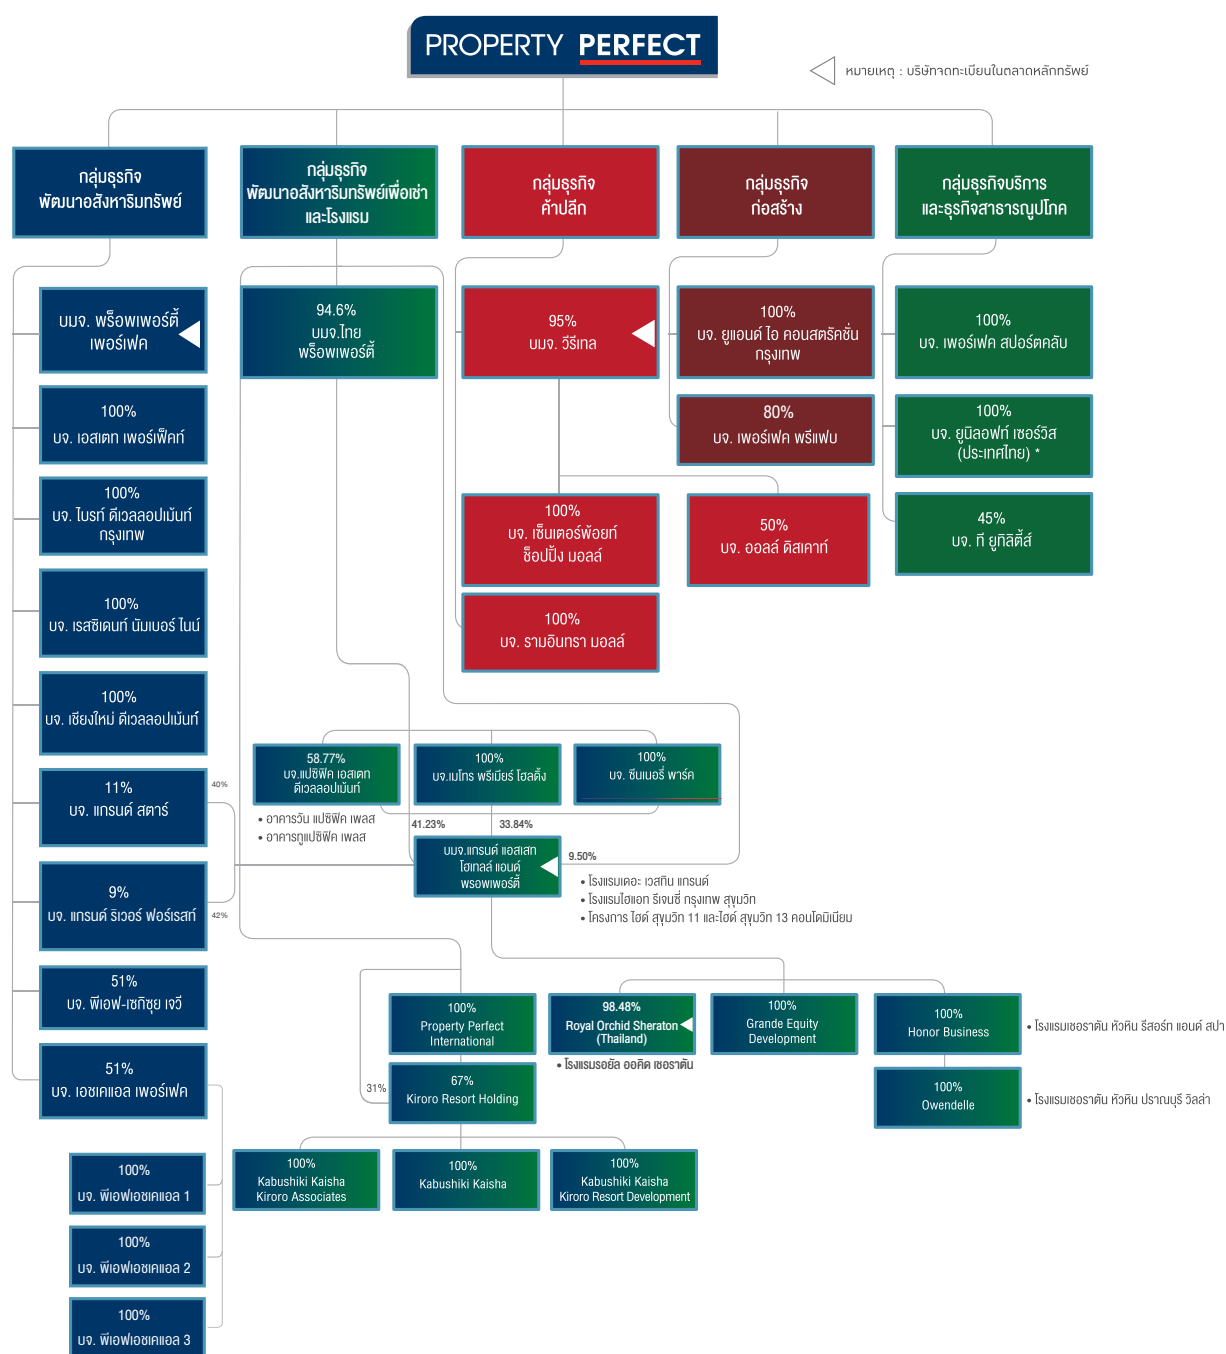 PROPERTY PERFECT
หมายเหตุ : บริษัทจดทะเบียนในตลาดหลักทรัพย์
กลุ่มธุรกิจ
พัฒนาอสังหาริมทรัพย์
กลุ่มธุรกิจ
พัฒนาอสังหาริมทรัพย์เพื่อเช่า
และโรงแรม
กลุ่มธุรกิจ
ค้าปลีก
กลุ่มธุรกิจ
ก่อสร้าง
กลุ่มธุรกิจบริการ
และธุรกิจสาธารณูปโภค
บมจ. พร็อพเพอร์ตี้
เพอร์เฟค
100%
บจ. เอสเตท เพอร์เฟ็คท์
100%
บจ. ไบรท์ ดีเวลลอปเม้นท์
กรุงเทพ
100%
บจ. เรสซิเดนท์ นัมเบอร์ ไนน์
100%
บจ. เชียงใหม่ ดีเวลลอปเม้นท์
11%
บจ. แกรนด์ สตาร์
40%
9%
บจ. แกรนด์ ริเวอร์ ฟอร์เรสท์
42%
51%
บจ. พีเอฟ-เซกิซุย เจวี
51%
บจ. เอชเคแอล เพอร์เฟค
100%
บจ. พีเอฟเอชเคแอล 1
100%
บจ. พีเอฟเอชเคแอล 2
100%
บจ. พีเอฟเอชเคแอล 3
94.6%
บมจ.ไทย
พร็อพเพอร์ตี้
95%
บมจ. วีรีเทล
100%
บจ. เซ็นเตอร์พ้อยท์
ช็อปปิ้ง มอลล์
50%
บจ. ออลล์ ดิสเคาท์
100%
บจ. รามอินทรา มอลล์
100%
บจ. ยูแอนด์ ไอ คอนสตรัคชั่น
กรุงเทพ
80%
บจ. เพอร์เฟค พรีแฟบ
100%
บจ. เพอร์เฟค สปอร์ตคลับ
100%
บจ. ยูนิลอฟท์ เซอร์วิส
(ประเทศไทย) *
45%
บจ. ที ยูทิลิตี้ส์
58.77%
บจ.แปซิฟิค เอสเตท
ดีเวลลอปเม้นท์
• อาคารวัน แปซิฟิค เพลส
• อาคารทูแปซิฟิค เพลส
100%
บจ.เมโทร พรีเมียร์ โฮลดิ้ง
100%
บจ. ซีนเนอรี่ พาร์ค
41.23%
33.84%
บมจ.แกรนด์ แอสเสท
โฮเทลล์ แอนด์
พรอพเพอร์ตี้
9.50%
• โรงแรมเดอะ เวสทิน แกรนด์
• โรงแรมไฮแอท รีเจนซี่ กรุงเทพ สุขุมวิท
• โครงการ ไฮด์ สุขุมวิท 11 และไฮด์ สุขุมวิท 13 คอนโดมิเนียม
100%
Property Perfect
International
98.48%
Royal Orchid Sheraton
(Thailand)
• โรงแรมรอยัล ออคิด เชอราตัน
100%
Grande Equity
Development
100%
Honor Business
• โรงแรมเชอราตัน หัวหิน รีสอร์ท แอนด์ สปา
31%
67%
Kiroro Resort Holding
100%
Owendelle
• โรงแรมเชอราตัน หัวหิน ปราณบุรี วิลล่า
100%
Kabushiki Kaisha
Kiroro Associates
100%
Kabushiki Kaisha
100%
Kabushiki Kaisha
Kiroro Resort Development